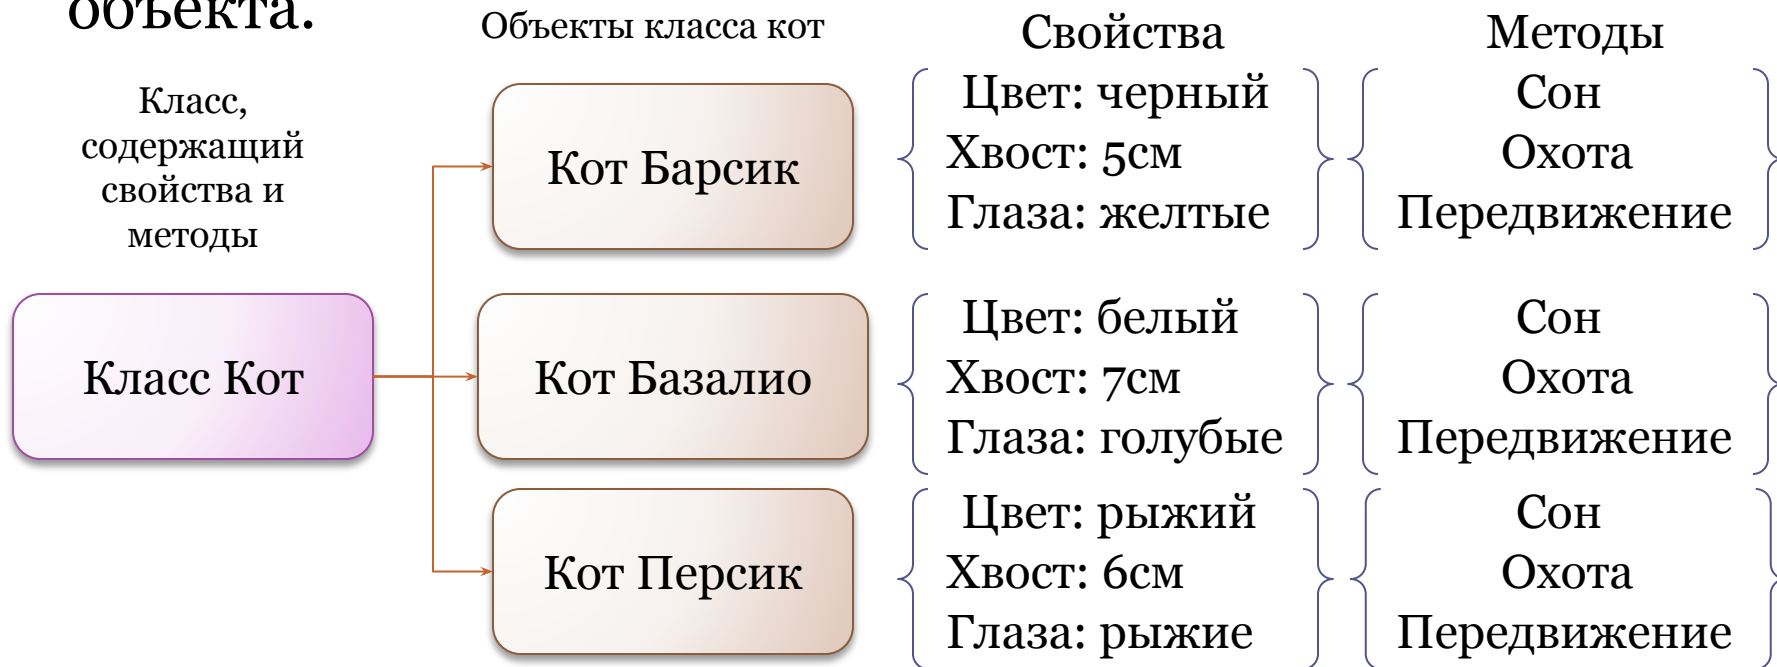 объекта.
Объекты класса кот
Свойства
Методы
Класс,
содержащий
свойства и
методы
Класс Кот
Кот Барсик
Цвет: черный
Хвост: 5см
Глаза: желтые
Сон
Охота
Передвижение
Кот Базалио
Цвет: белый
Хвост: 7см
Глаза: голубые
Сон
Охота
Передвижение
Кот Персик
Цвет: рыжий
Хвост: 6см
Глаза: рыжие
Сон
Охота
Передвижение